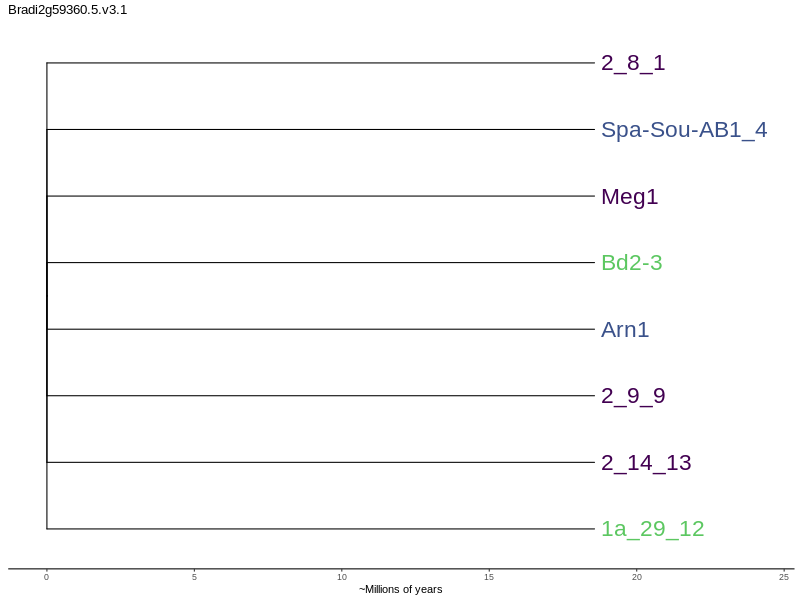 Bradi2g59360.5.v3.1
2_8_1
Spa-Sou-AB1_4
Meg1
Bd2-3
Arn1
2_9_9
2_14_13
1a_29_12
0 5 10 15 20 25
~Millions of years